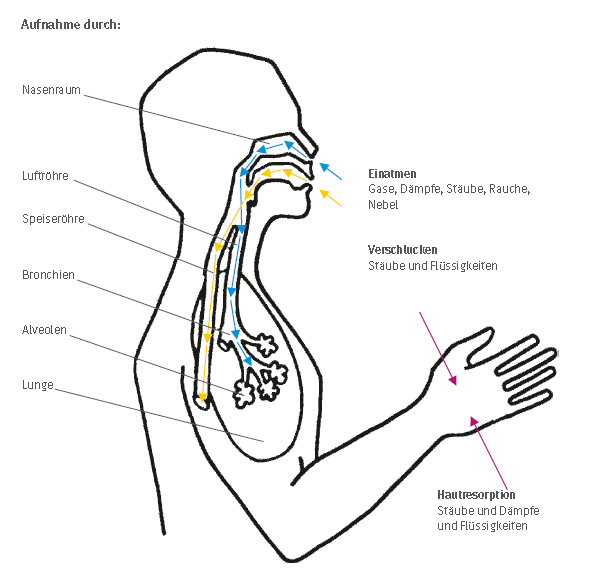 Aufnahme durch:
Nasenraum
Luftröhre
Speiseröhre
Bronchien
Alveolen
Lunge
Einatmen
Gase, Dämpfe, Stäube, Rauche,
Nebel
Verschlucken
Stäube und Flüssigkeiten
Hautresorption
Stäube und Dämpfe
und Flüssigkeiten